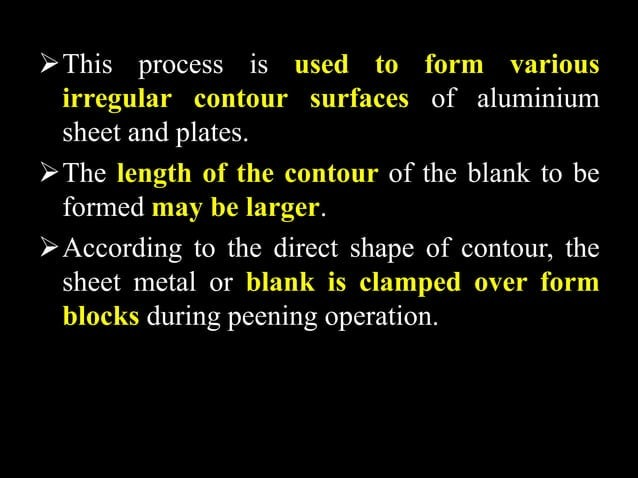 ➢This process is used to form various
irregular contour surfaces of aluminium
sheet and plates.
➢The length of the contour of the blank to be
formed may be larger.
➢According to the direct shape of contour, the
sheet metal or blank is clamped over form
blocks during peening operation.